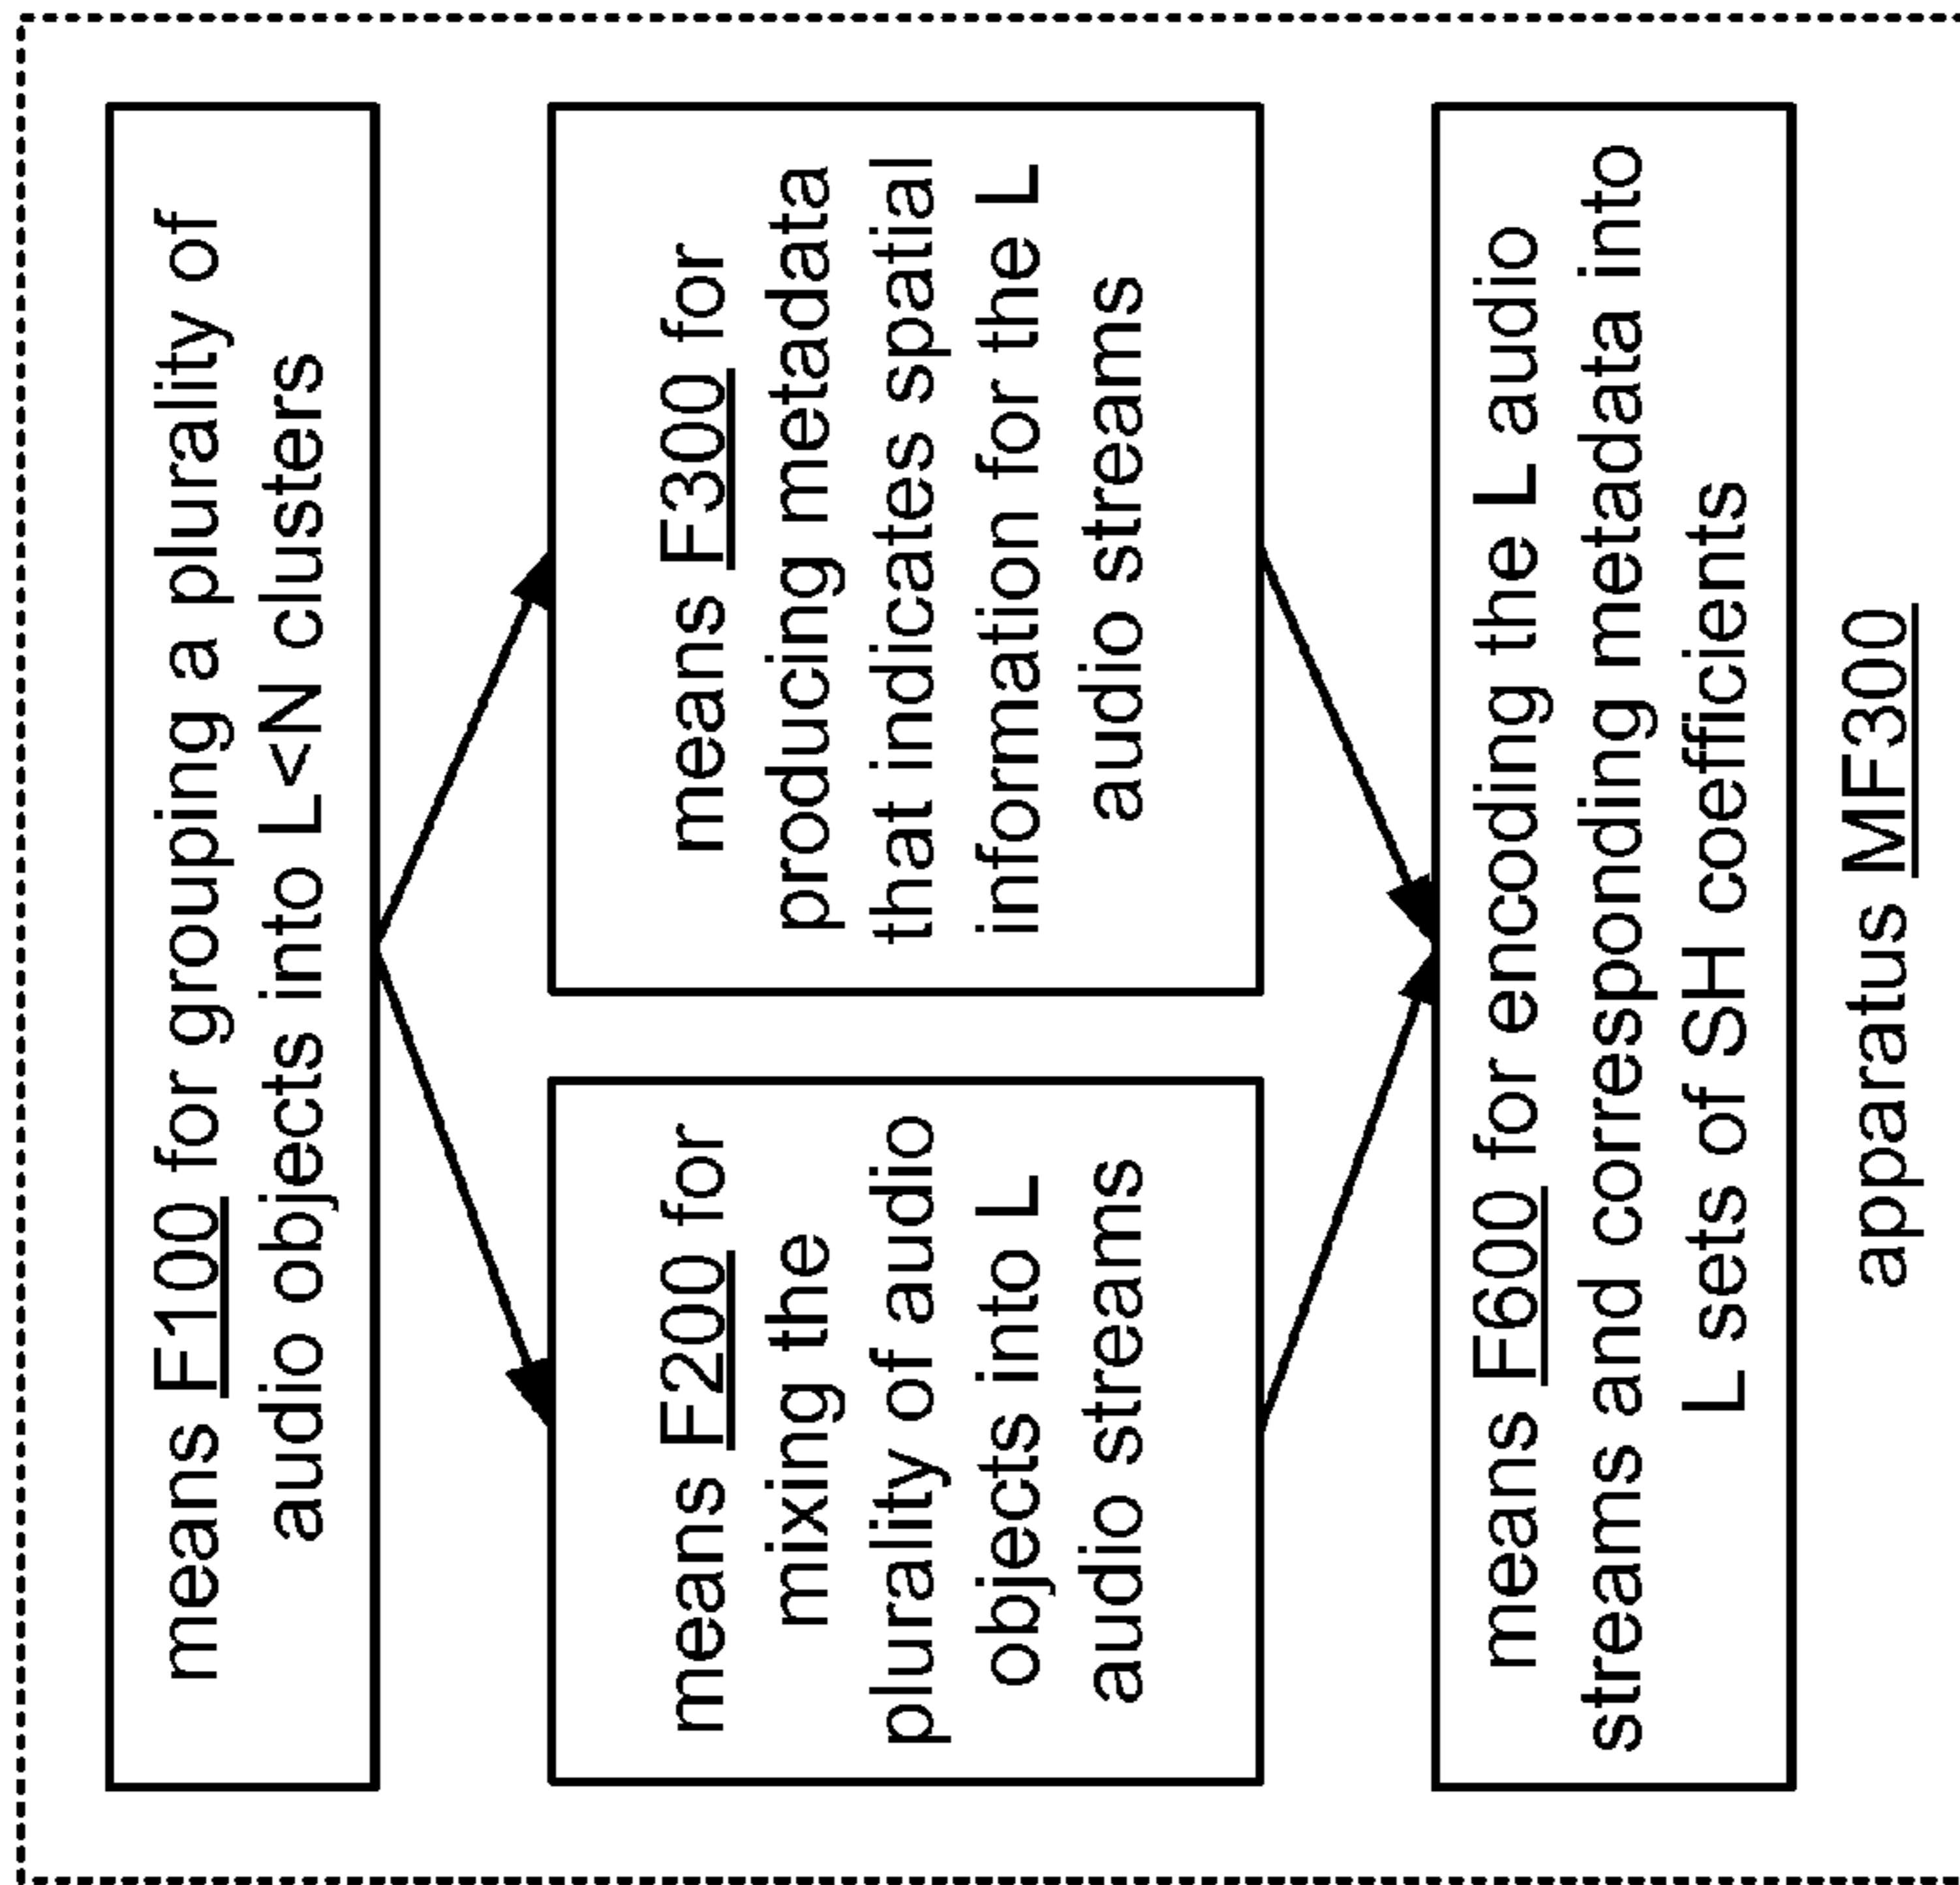 means F100 for grouping a plurality of
audio objects into L<N clusters
means F200 for
mixing the
plurality of audio
objects into L
audio streams
means F300 for
producing metadata
that indicates spatial
information for the L
audio streams
means F600 for encoding the L audio
streams and corresponding metadata into
L sets of SH coefficients
apparatus MF300